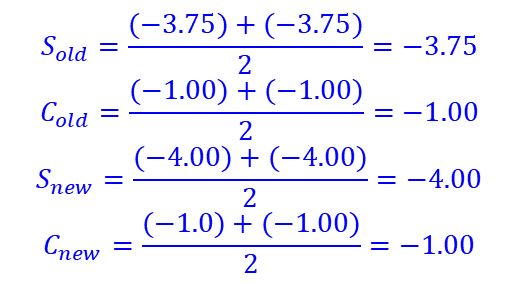 S_old = ((−3.75) + (−3.75))/2 = −3.75
C_old = ((−1.00) + (−1.00))/2 = −1.00
S_new = ((−4.00) + (−4.00))/2 = −4.00
C_new = ((−1.0) + (−1.00))/2 = −1.00